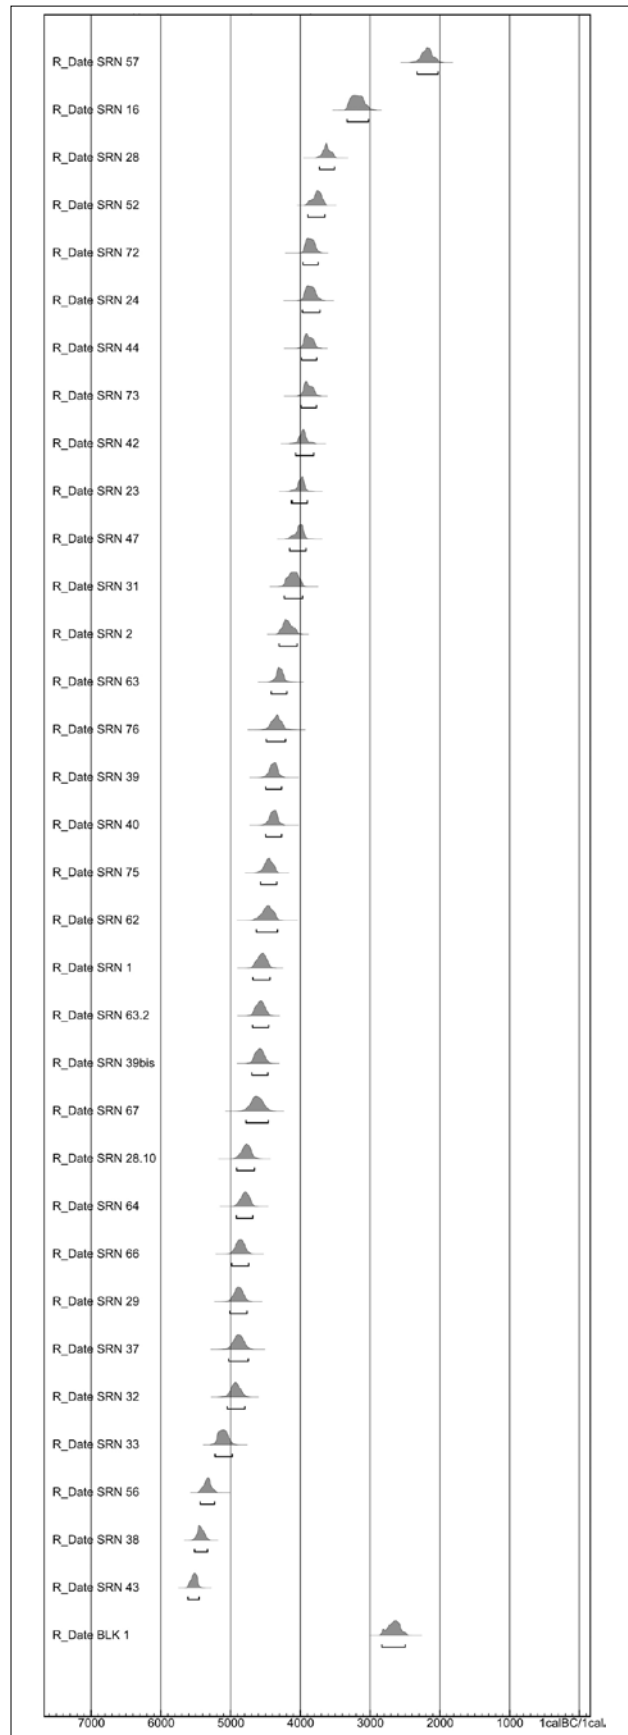 R_Date SRN 57
R_Date SRN 16
R_Date SRN 28
R_Date SRN 52
R_Date SRN 72
R_Date SRN 24
R_Date SRN 44
R_Date SRN 73
R_Date SRN 42
R_Date SRN 23
R_Date SRN 47
R_Date SRN 31
R_Date SRN 2
R_Date SRN 63
R_Date SRN 76
R_Date SRN 39
R_Date SRN 40
R_Date SRN 75
R_Date SRN 62
R_Date SRN 1
R_Date SRN 63.2
R_Date SRN 39bis
R_Date SRN 67
R_Date SRN 28.10
R_Date SRN 64
R_Date SRN 66
R_Date SRN 29
R_Date SRN 37
R_Date SRN 32
R_Date SRN 33
R_Date SRN 56
R_Date SRN 38
R_Date SRN 43
R_Date BLK 1
7000 6000 5000 4000 3000 2000 1000 1calBC/1cal